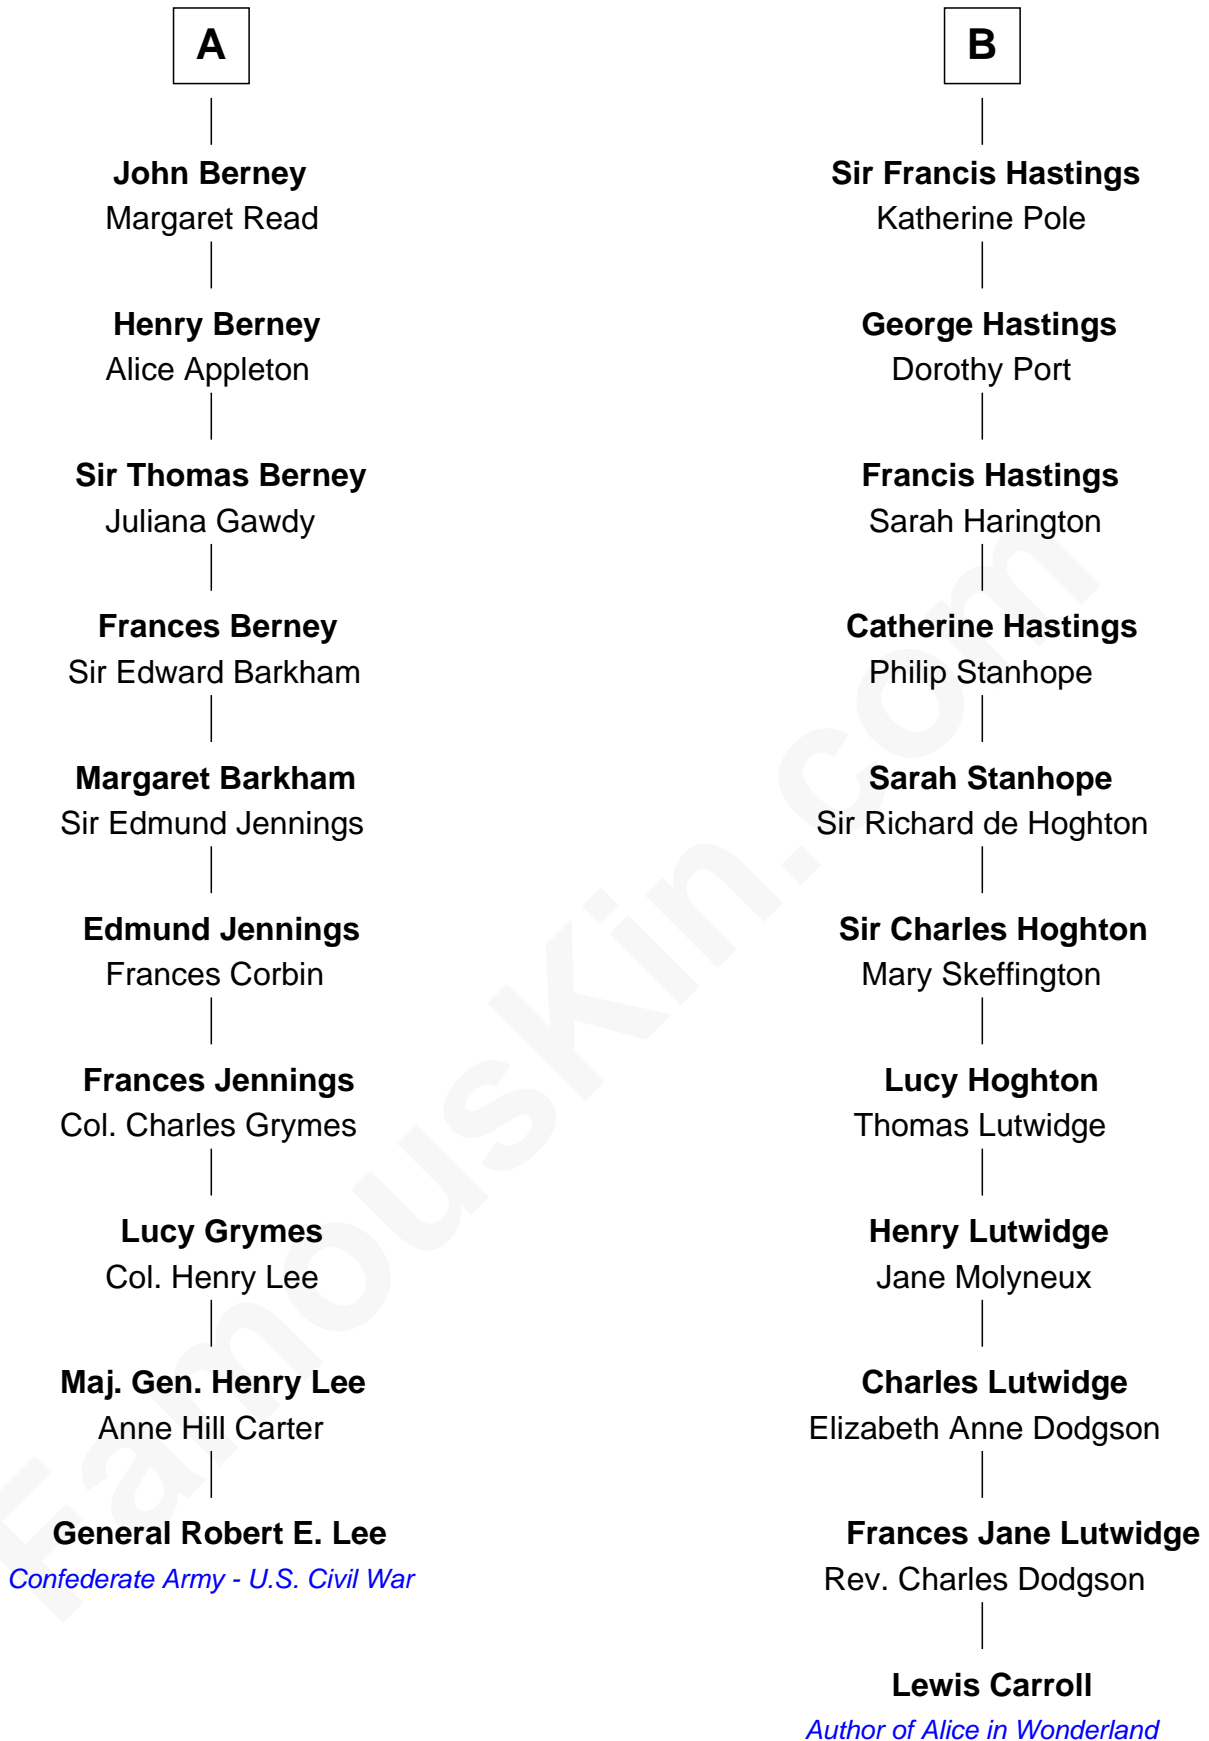 A
John Berney
Margaret Read
Henry Berney
Alice Appleton
Sir Thomas Berney
Juliana Gawdy
Frances Berney
Sir Edward Barkham
Margaret Barkham
Sir Edmund Jennings
Edmund Jennings
Frances Corbin
Frances Jennings
Col. Charles Grymes
Lucy Grymes
Col. Henry Lee
Maj. Gen. Henry Lee
Anne Hill Carter
General Robert E. Lee
Confederate Army - U.S. Civil War
B
Sir Francis Hastings
Katherine Pole
George Hastings
Dorothy Port
Francis Hastings
Sarah Harington
Catherine Hastings
Philip Stanhope
Sarah Stanhope
Sir Richard de Hoghton
Sir Charles Hoghton
Mary Skeffington
Lucy Hoghton
Thomas Lutwidge
Henry Lutwidge
Jane Molyneux
Charles Lutwidge
Elizabeth Anne Dodgson
Frances Jane Lutwidge
Rev. Charles Dodgson
Lewis Carroll
Author of Alice in Wonderland
FamousKin.com